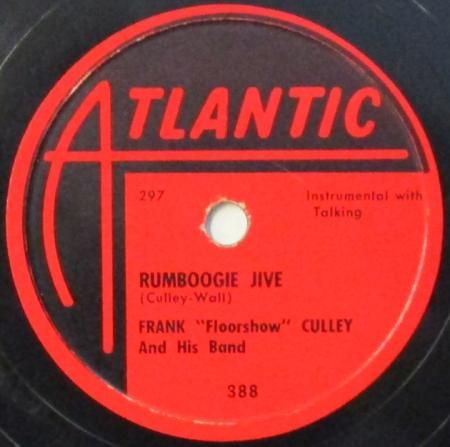 ATLANTIC
297
Instrumental with
Talking
RUMBOOGIE JIVE
(Culley-Wall)
FRANK "Floorshow" CULLEY
And His Band
388